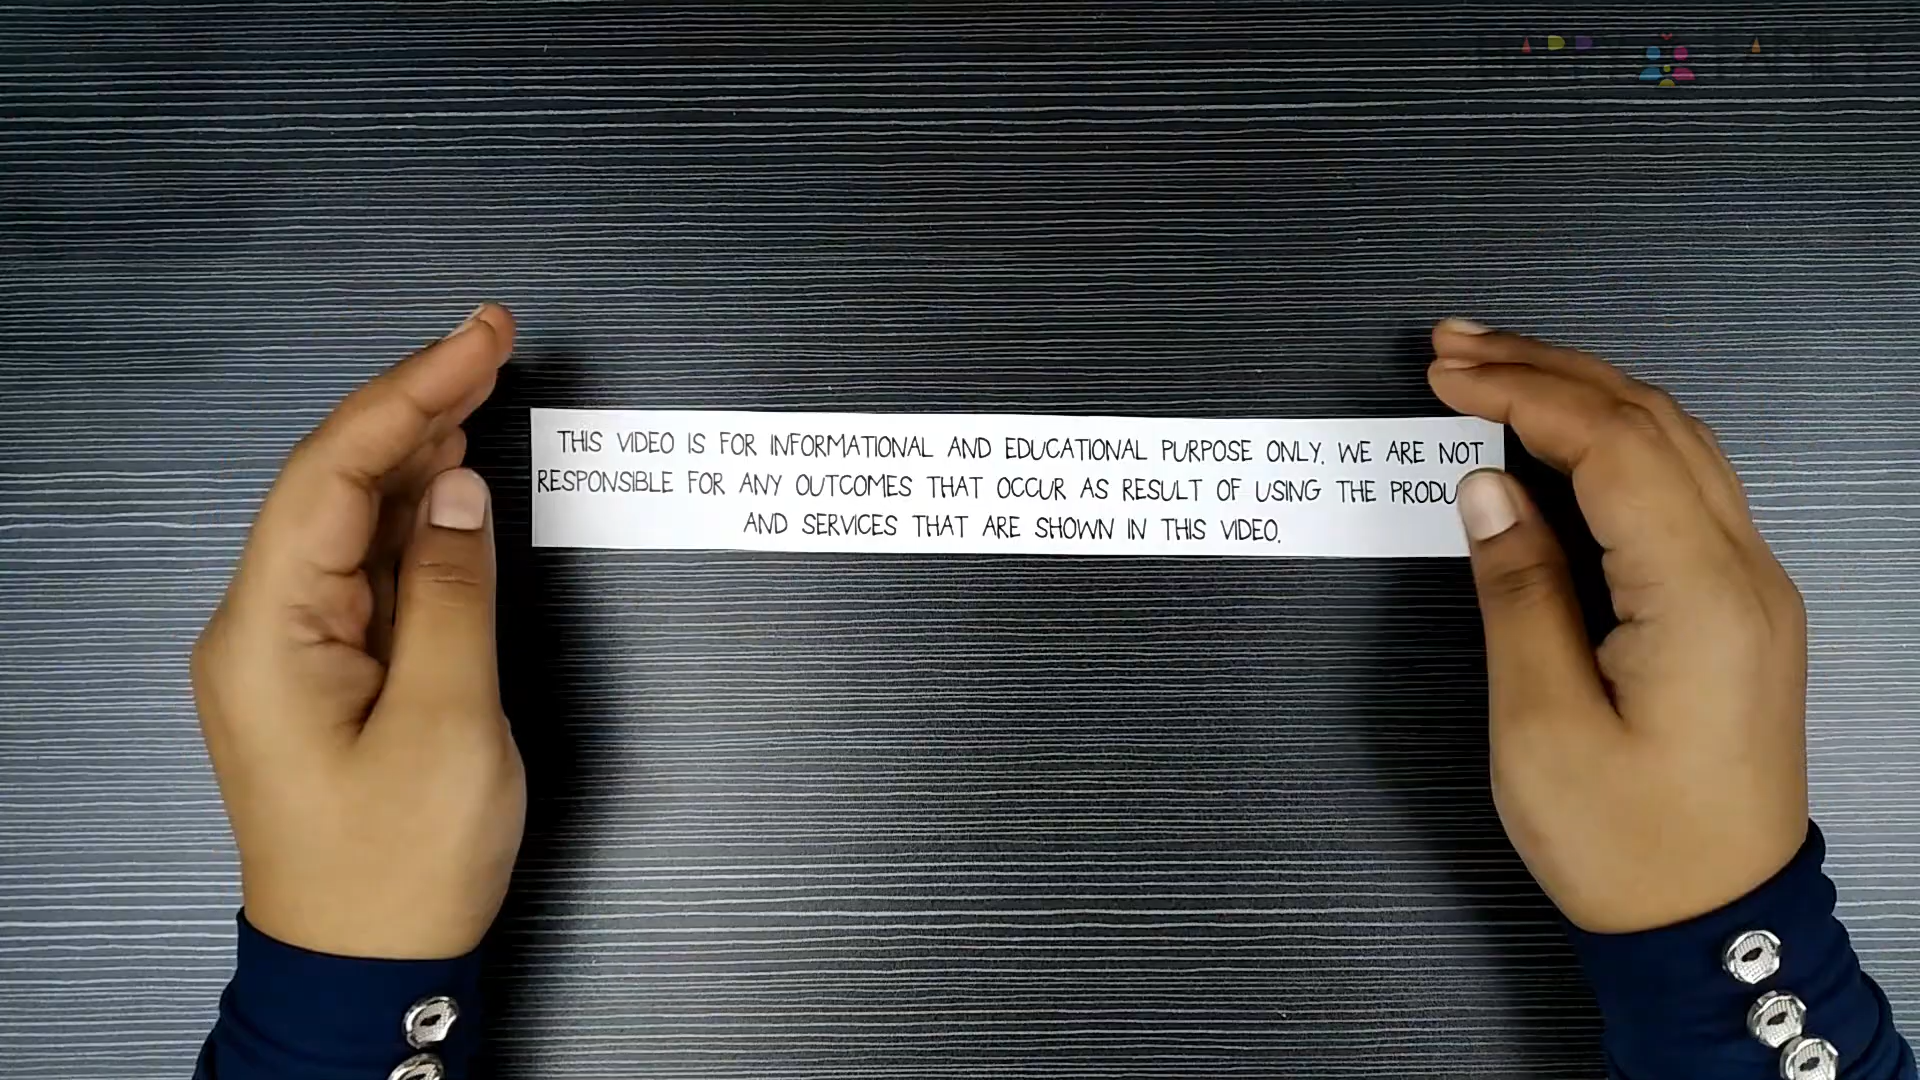 THIS VIDEO IS FOR INFORMATIONAL AND EDUCATIONAL PURPOSE ONLY. WE ARE NOT
RESPONSIBLE FOR ANY OUTCOMES THAT OCCUR AS RESULT OF USING THE
AND SERVICES THAT ARE SHOWN IN THIS VIDEO.